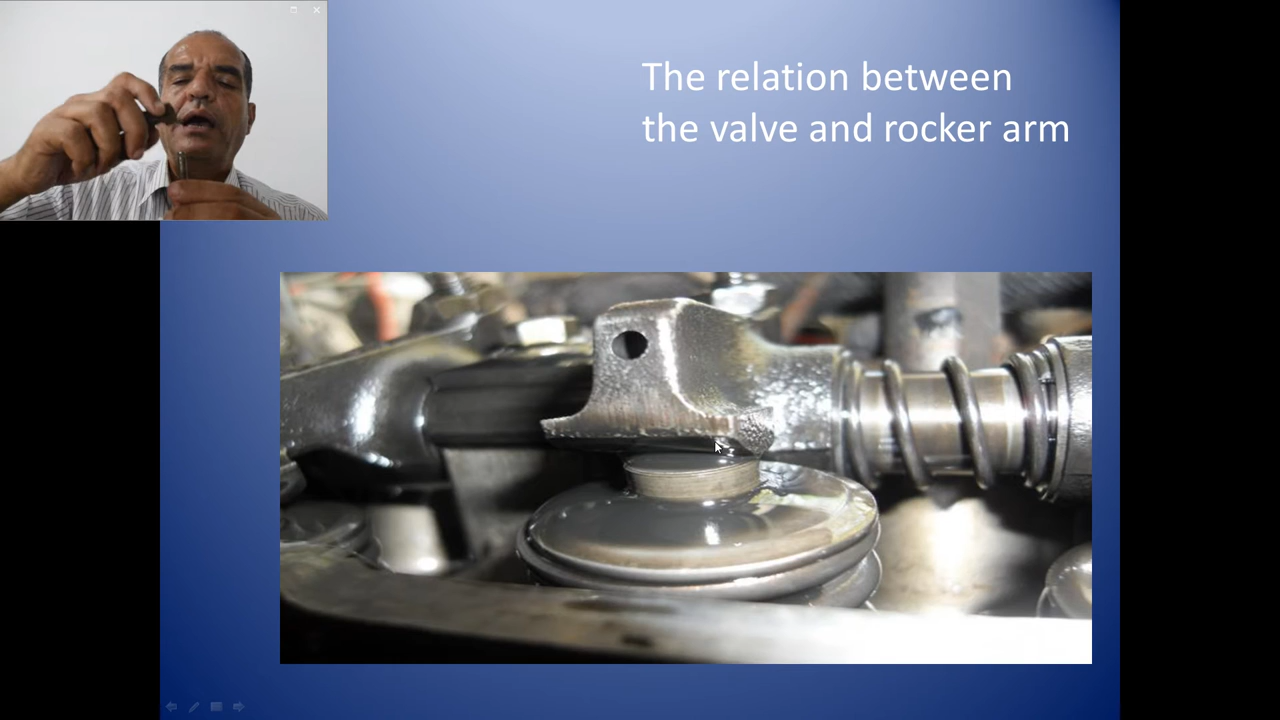 The relation between
the valve and rocker arm